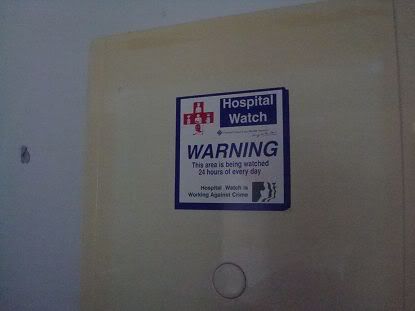 Hospital
Watch
WARNING
This area is being watched
24 hours of every day
Hospital Watch is
Working Against Crime